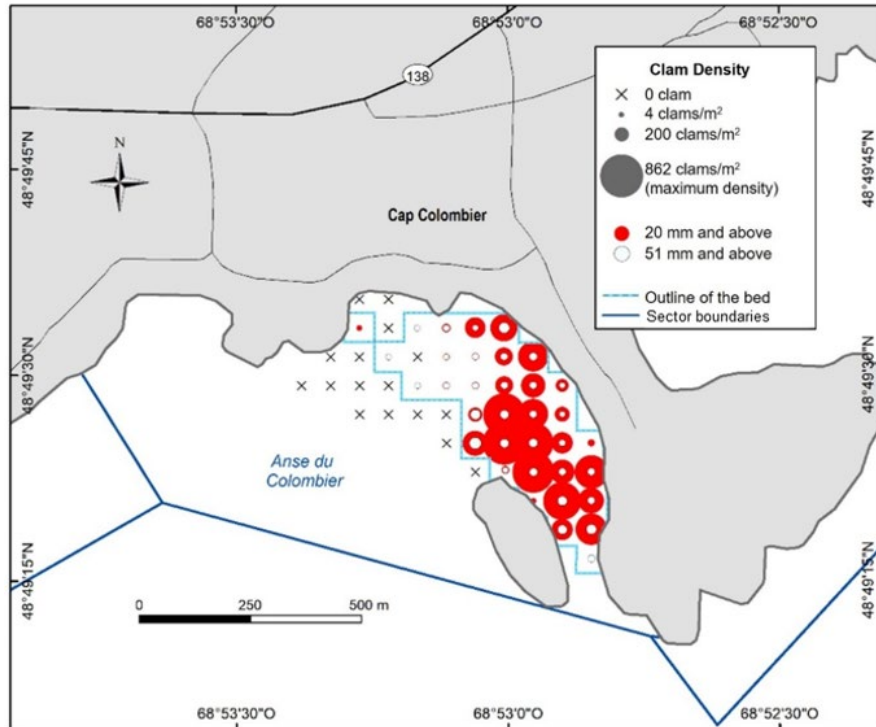 68°53'30"O
68°53'0"O
68°52'30"O
138
Clam Density
0 clam
4 clams/m²
200 clams/m²
862 clams/m²
(maximum density)
20 mm and above
51 mm and above
Outline of the bed
Sector boundaries
N
48°49'45"N
48°49'45"N
Cap Colombier
48°49'30"N
48°49'30"N
Anse du
Colombier
48°49'15"N
48°49'15"N
0
250
500 m
68°53'30"O
68°53'0"O
68°52'30"O